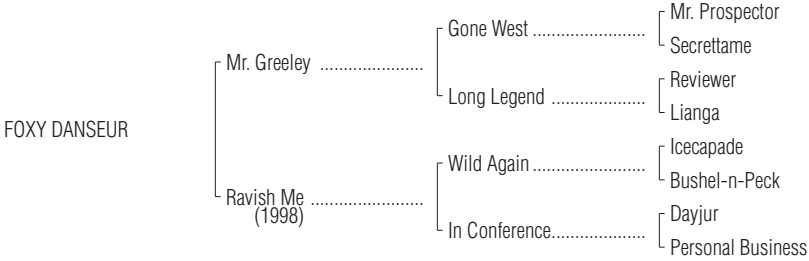 Mr. Prospector
Gone West ........................
Secrettame
Mr. Greeley ......................
Reviewer
Long Legend ....................
Lianga
FOXY DANSEUR
Icecapade
Wild Again ........................
Bushel-n-Peck
Ravish Me ........................
(1998)
Dayjur
In Conference....................
Personal Business